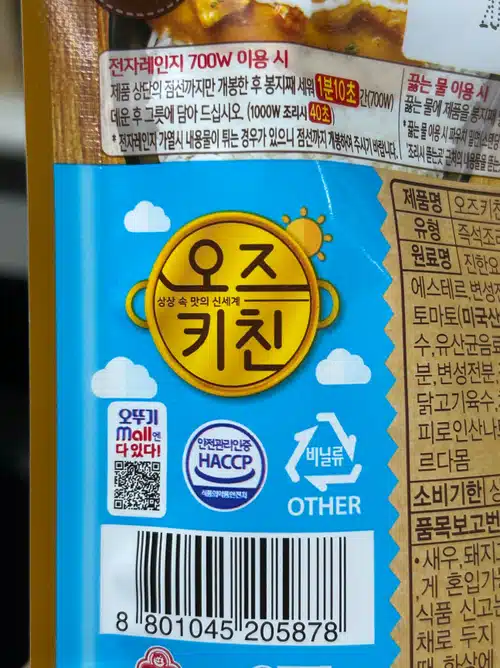 전자레인지 700W 이용 시
제품 상단의 점선까지만 개봉한 후 봉지째 세워 1분10초간(700W)
데운 후 그릇에 담아 드십시오. (1000W 조리시 40초)
* 전자레인지 가열시 내용물이 튀는 경우가 있으니 점선까지 개봉하여 주시기 바랍니다.
끓는 물 이용 시
끓는 물에 제품을 봉지째
오즈
상상 속 맛의 신세계
키친
오뚜기
mall엔
다 있다!
안전관리인증
HACCP
식품의약품안전처
비닐류
OTHER
8 801045 205878
제품명 오즈키친
유형 즉석조
원료명 진한오
에스테르,변성전
토마토(미국산
수,유산균음료
분,변성전분,
닭고기육수
피로인산나
르다몸
소비기한
품목보고번
•새우,돼지
,게 혼입가
식품 신고는
채로 두지